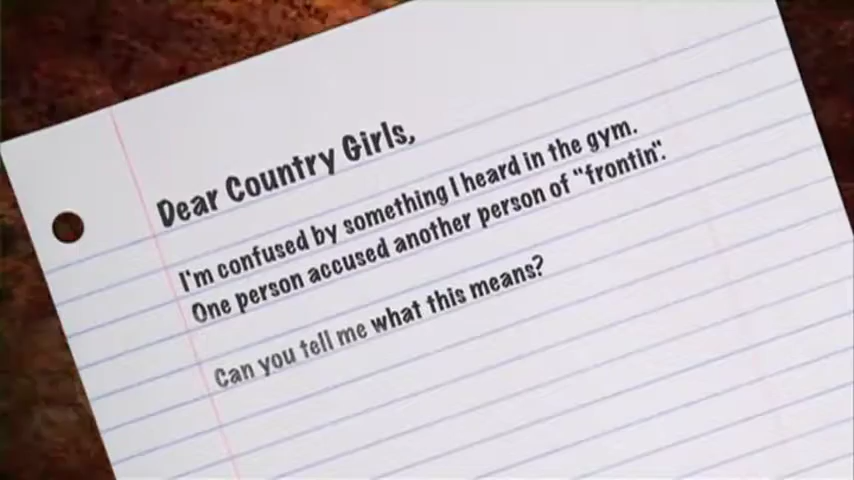 Dear Country Girls,
I'm confused by something I heard in the gym.
One person accused another person of "frontin".
Can you tell me what this means?